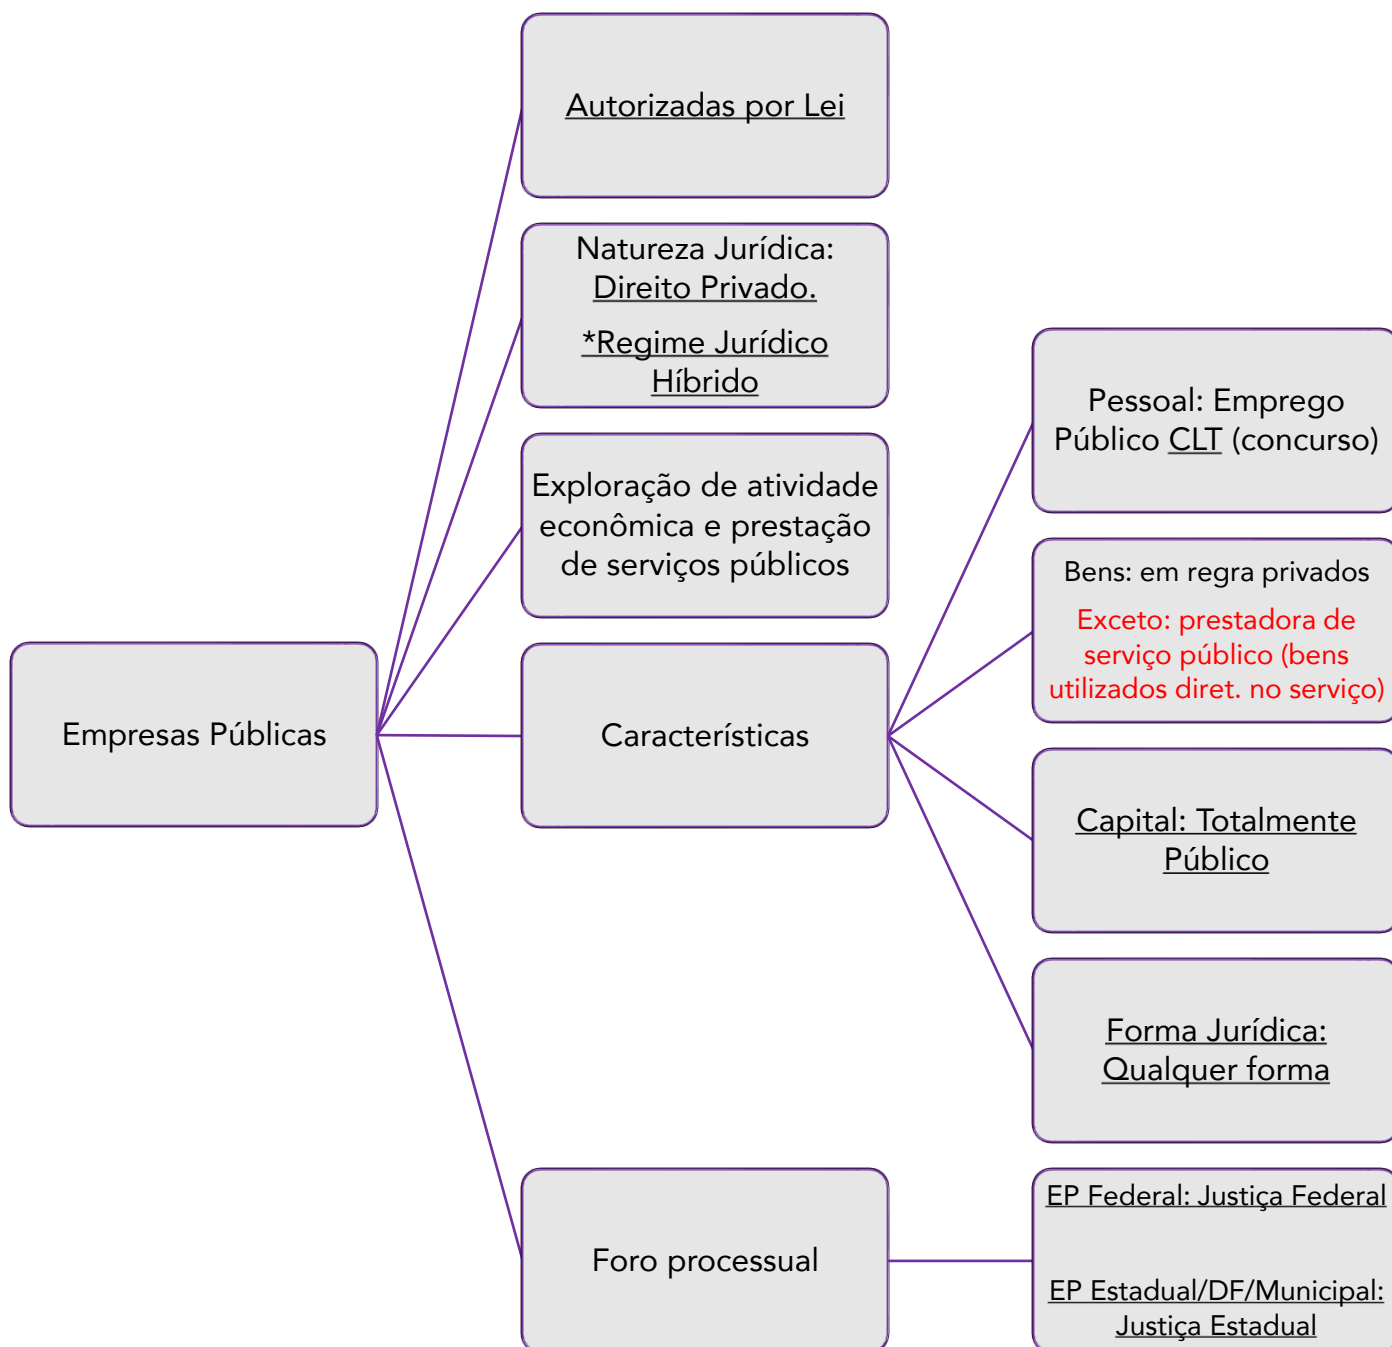 Autorizadas por Lei
Natureza Jurídica:
Direito Privado.
*Regime Jurídico
Híbrido
Exploração de atividade
econômica e prestação
de serviços públicos
Empresas Públicas
Características
Pessoal: Emprego
Público CLT (concurso)
Bens: em regra privados
Exceto: prestadora de
serviço público (bens
utilizados diret. no serviço)
Capital: Totalmente
Público
Forma Jurídica:
Qualquer forma
Foro processual
EP Federal: Justiça Federal
EP Estadual/DF/Municipal:
Justiça Estadual